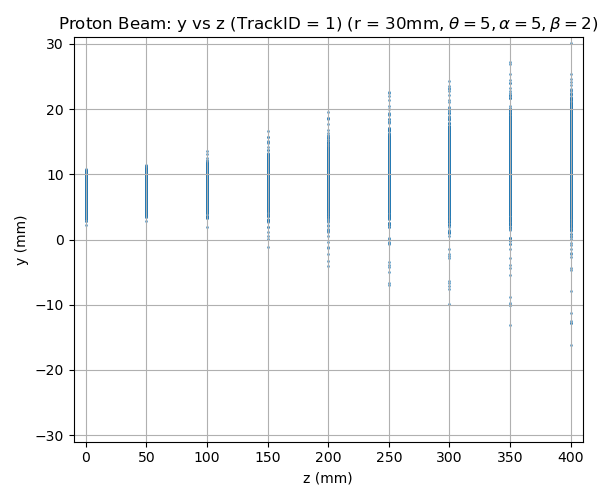 Proton Beam: y vs z (TrackID = 1) (r = 30mm, θ = 5, α = 5, β = 2)
30
20
10
0
−10
−20
−30
y (mm)
0 50 100 150 200 250 300 350 400
z (mm)